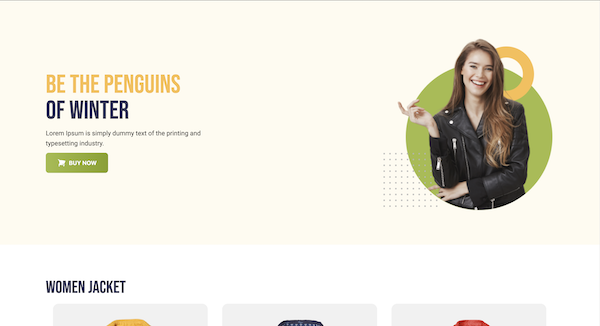 BE THE PENGUINS
OF WINTER
Lorem Ipsum is simply dummy text of the printing and
typesetting industry.
BUY NOW
WOMEN JACKET